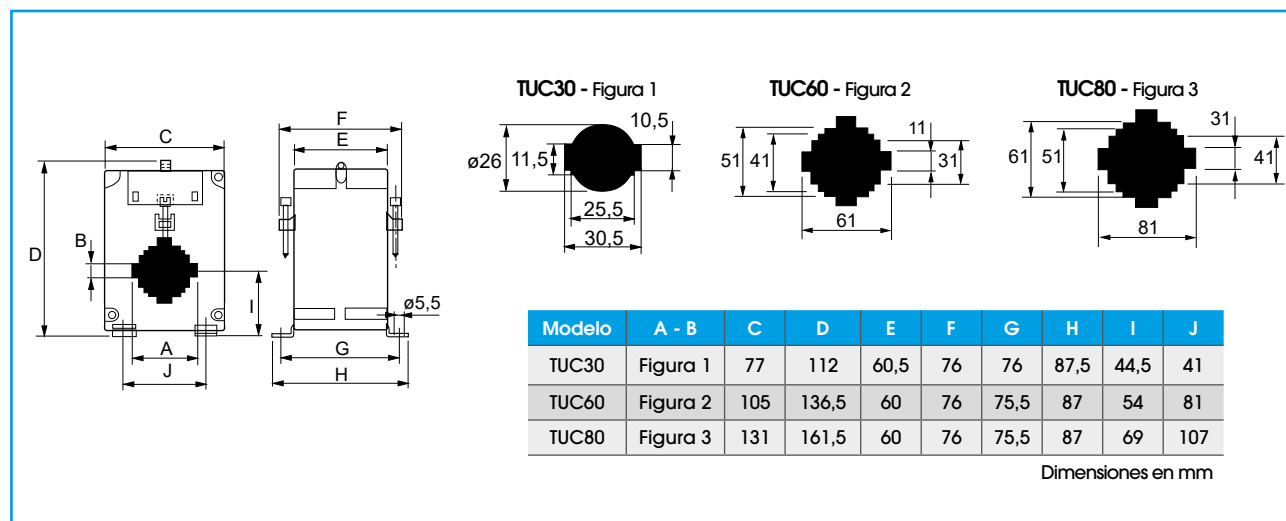 C
D
B
I
A
J
F
E
ø5,5
G
H
TUC30 - Figura 1
10,5
ø26
11,5
25,5
30,5
TUC60 - Figura 2
11
51
41
31
61
TUC80 - Figura 3
31
61
51
41
81
Modelo A - B C D E F G H I J
TUC30 Figura 1 77 112 60,5 76 76 87,5 44,5 41
TUC60 Figura 2 105 136,5 60 76 75,5 87 54 81
TUC80 Figura 3 131 161,5 60 76 75,5 87 69 107
Dimensiones en mm